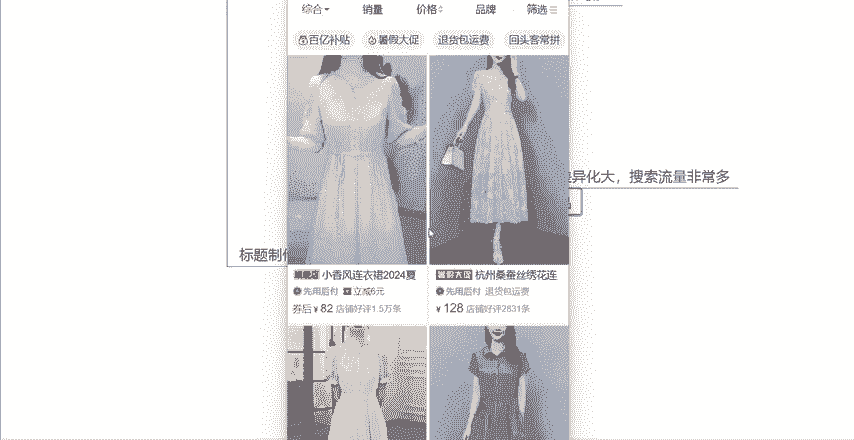 综合 销量 价格 品牌 筛选
百亿补贴 暑假大促 退货包运费 回头客常拼
异化大，搜索流量非常多
标题制作
旗舰店 小香风连衣裙2024夏
先用后付 立减6元
券后¥82 店铺好评1.5万条
暑假大促 杭州桑蚕丝绣花连
先用后付 退货包运费
¥128 店铺好评2831条